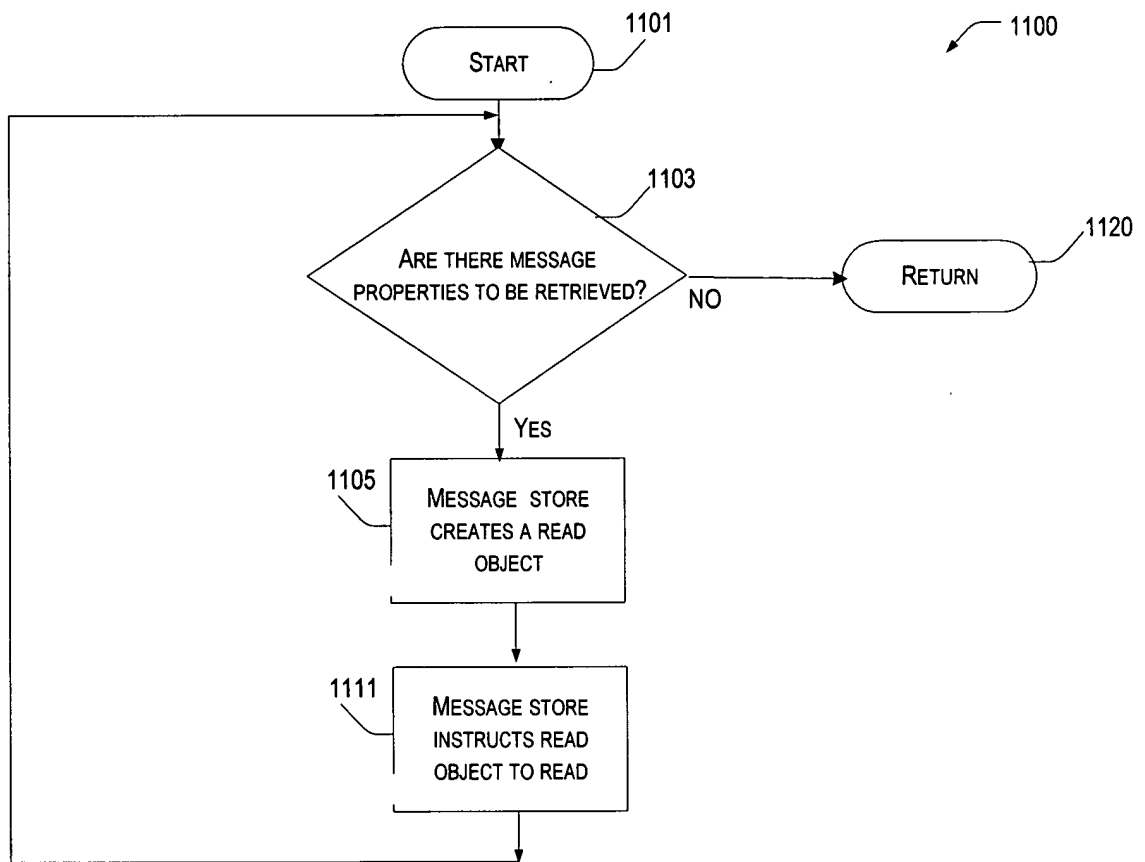 1100
1101
START
1103
ARE THERE MESSAGE
PROPERTIES TO BE RETRIEVED?
NO
1120
RETURN
YES
1105
MESSAGE STORE
CREATES A READ
OBJECT
1111
MESSAGE STORE
INSTRUCTS READ
OBJECT TO READ